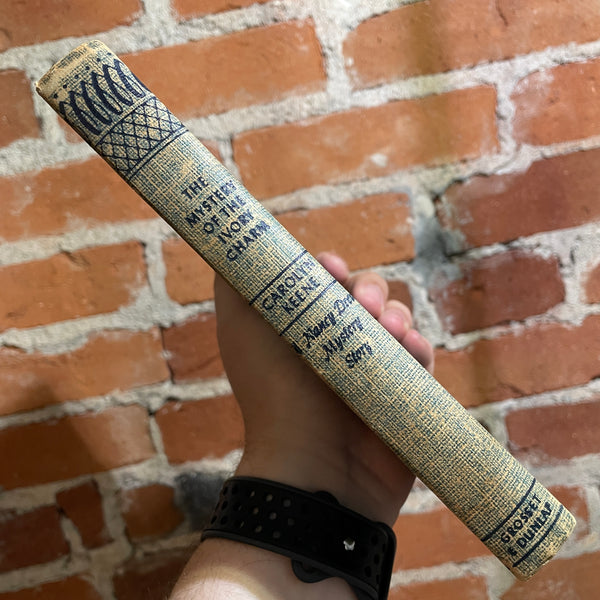 THE
MYSTERY
OF THE
IVORY
CHARM
CAROLYN
KEENE
A Nancy Drew
Mystery
Story
GROSSET
& DUNLAP